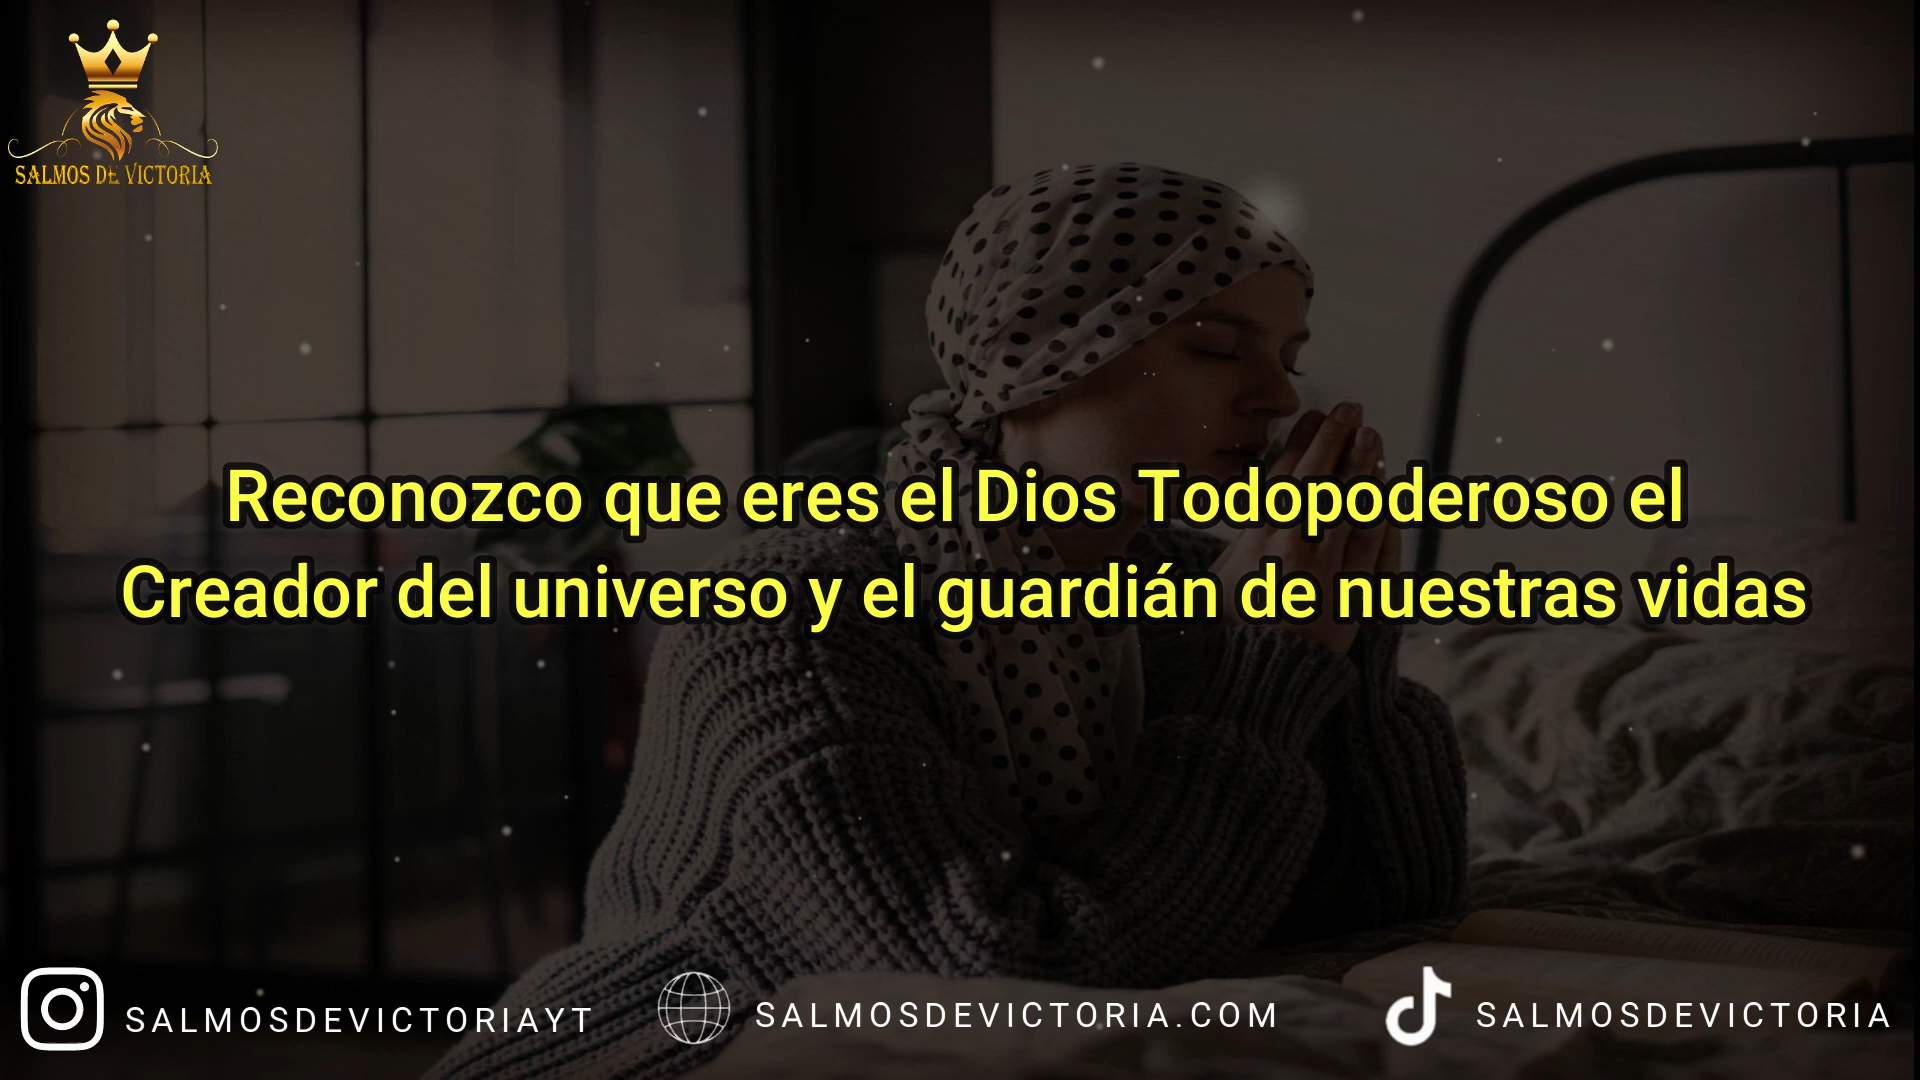 SALMOS DE VICTORIA
Reconozco que eres el Dios Todopoderoso el
Creador del universo y el guardián de nuestras vidas
SALMOSDEVICTORIAYT
SALMOSDEVICTORIA.COM
SALMOSDEVICTORIA